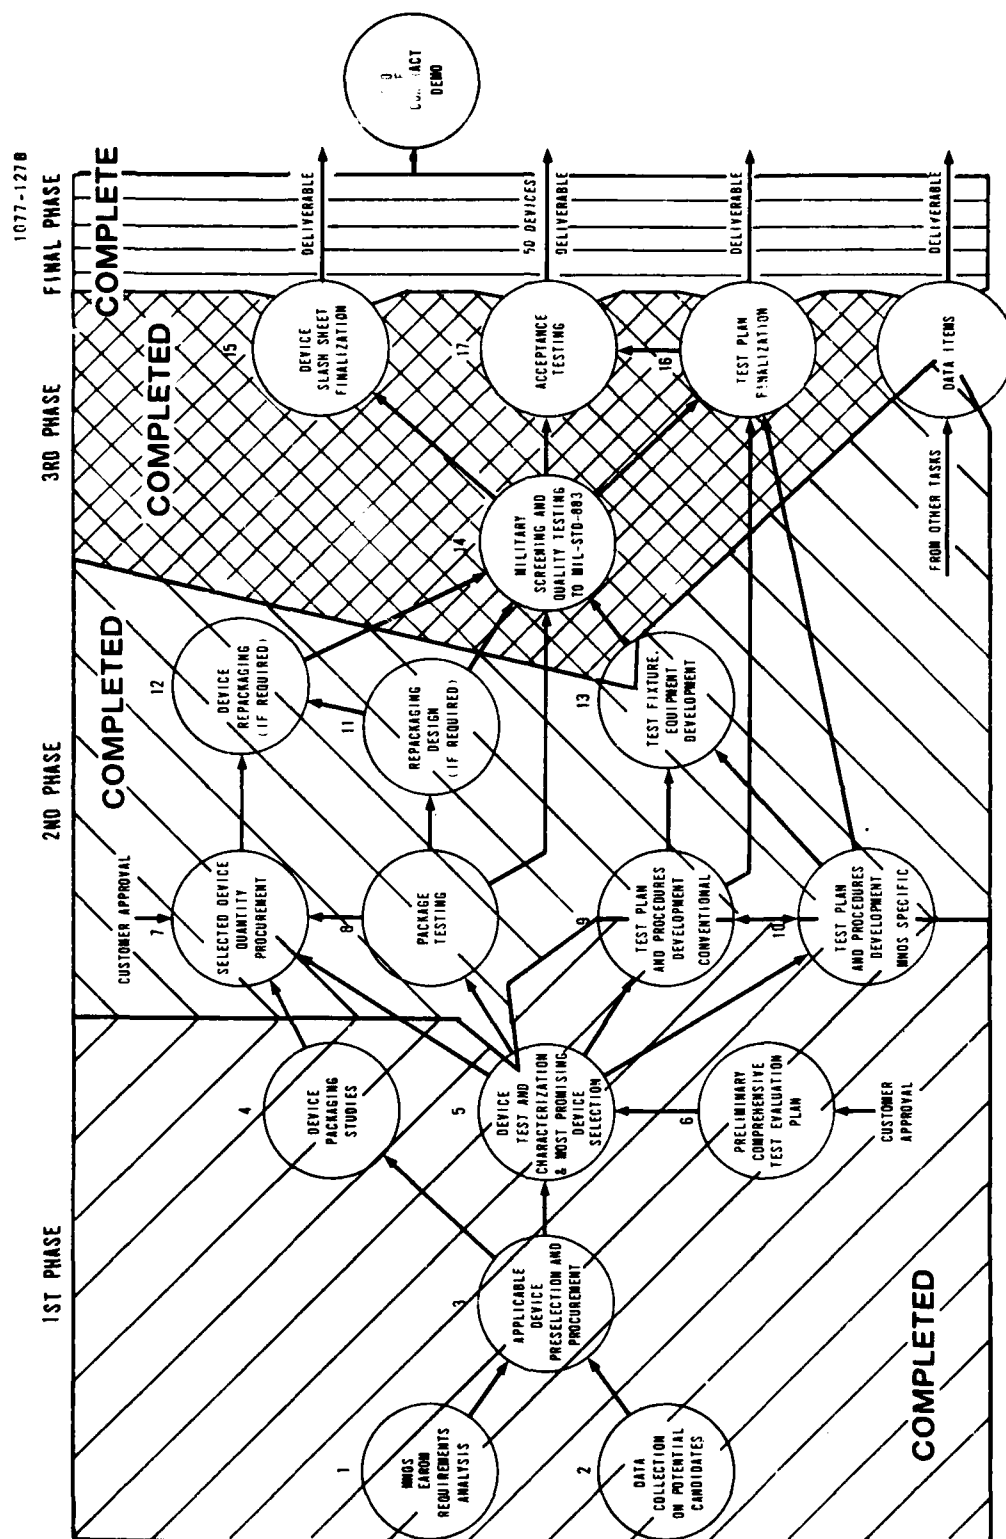 1077-1278
1ST PHASE
2ND PHASE
3RD PHASE
FINAL PHASE
COMPLETED
COMPLETED
COMPLETED
COMPLETE
1
MNOS
EAROM
REQUIREMENTS
ANALYSIS
2
DATA
COLLECTION
ON POTENTIAL
CANDIDATES
3
APPLICABLE
DEVICE
PRESELECTION AND
PROCUREMENT
4
DEVICE
PACKAGING
STUDIES
5
DEVICE
TEST AND
CHARACTERIZATION
& MOST PROMISING
DEVICE
SELECTION
6
PRELIMINARY
COMPREHENSIVE
TEST EVALUATION
PLAN
CUSTOMER
APPROVAL
CUSTOMER APPROVAL
7
SELECTED DEVICE
QUANTITY
PROCUREMENT
8
PACKAGE
TESTING
9
TEST PLAN
AND PROCEDURES
DEVELOPMENT
CONVENTIONAL
10
TEST PLAN
AND PROCEDURES
DEVELOPMENT
MNOS SPECIFIC
12
DEVICE
REPACKAGING
(IF REQUIRED)
11
REPACKAGING
DESIGN
(IF REQUIRED)
13
TEST FIXTURE,
EQUIPMENT
DEVELOPMENT
14
MILITARY
SCREENING AND
QUALITY TESTING
TO MIL-STD-883
15
DEVICE
SLASH SHEET
FINALIZATION
17
ACCEPTANCE
TESTING
16
TEST PLAN
FINALIZATION
FROM OTHER TASKS
DATA ITEMS
DELIVERABLE
50 DEVICES
DELIVERABLE
DELIVERABLE
DELIVERABLE
DEMO